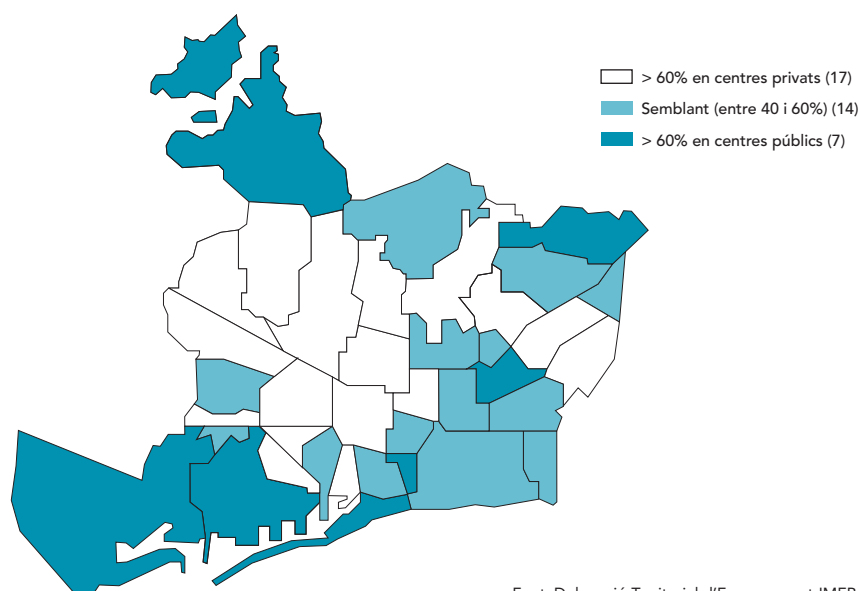 > 60% en centres privats (17)
Semblant (entre 40 i 60%) (14)
> 60% en centres públics (7)